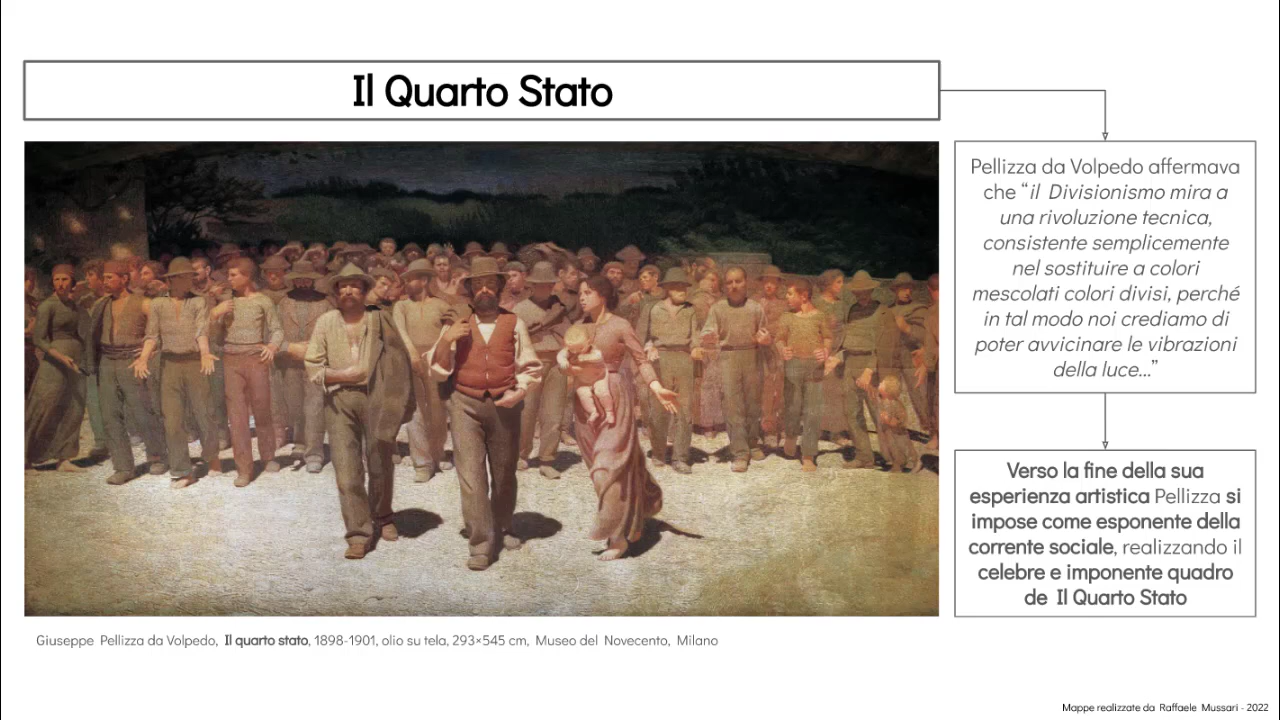 Il Quarto Stato
Pellizza da Volpedo affermava
che “il Divisionismo mira a
una rivoluzione tecnica,
consistente semplicemente
nel sostituire a colori
mescolati colori divisi, perché
in tal modo noi crediamo di
poter avvicinare le vibrazioni
della luce...”
Verso la fine della sua
esperienza artistica Pellizza si
impose come esponente della
corrente sociale, realizzando il
celebre e imponente quadro
de Il Quarto Stato
Giuseppe Pellizza da Volpedo, Il quarto stato, 1898-1901, olio su tela, 293×545 cm, Museo del Novecento, Milano
Mappe realizzate da Raffaele Mussari - 2022